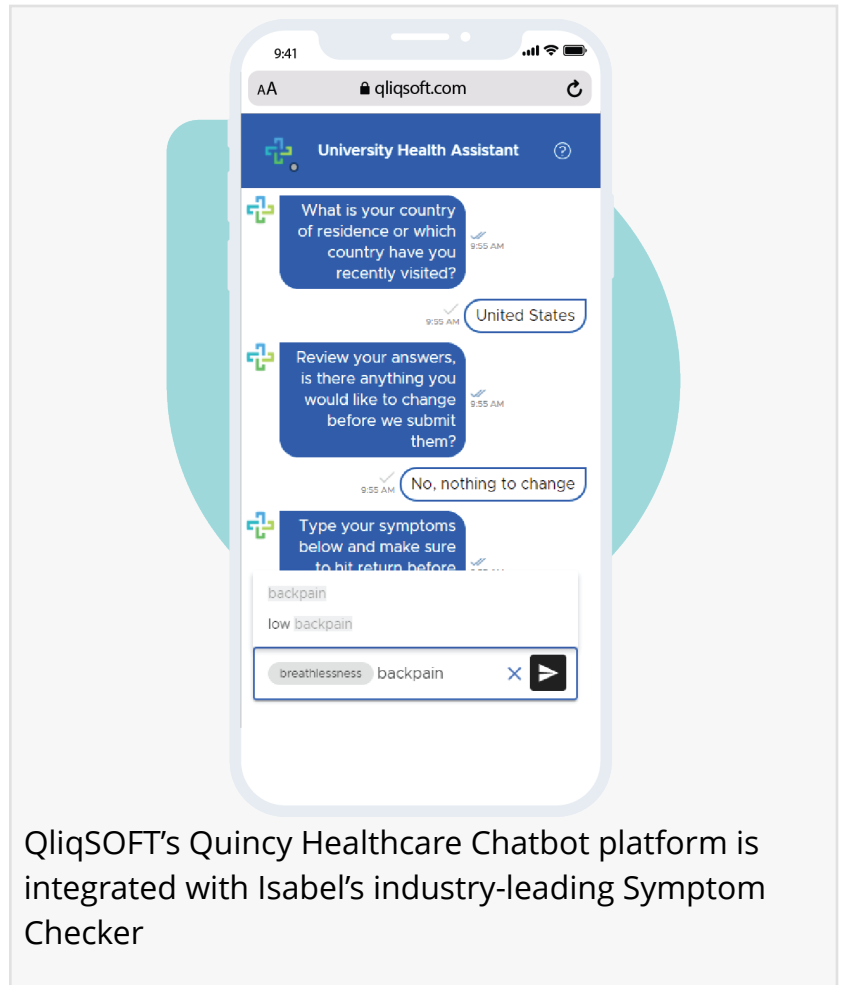 9:41
AA qliqsoft.com
University Health Assistant ?
What is your country
of residence or which
country have you
recently visited?
9:55 AM
United States
9:55 AM
Review your answers,
is there anything you
would like to change
before we submit
them?
9:55 AM
No, nothing to change
9:55 AM
Type your symptoms
below and make sure
to hit return before
backpain
low backpain
breathlessness backpain
QliqSOFT’s Quincy Healthcare Chatbot platform is
integrated with Isabel’s industry-leading Symptom
Checker